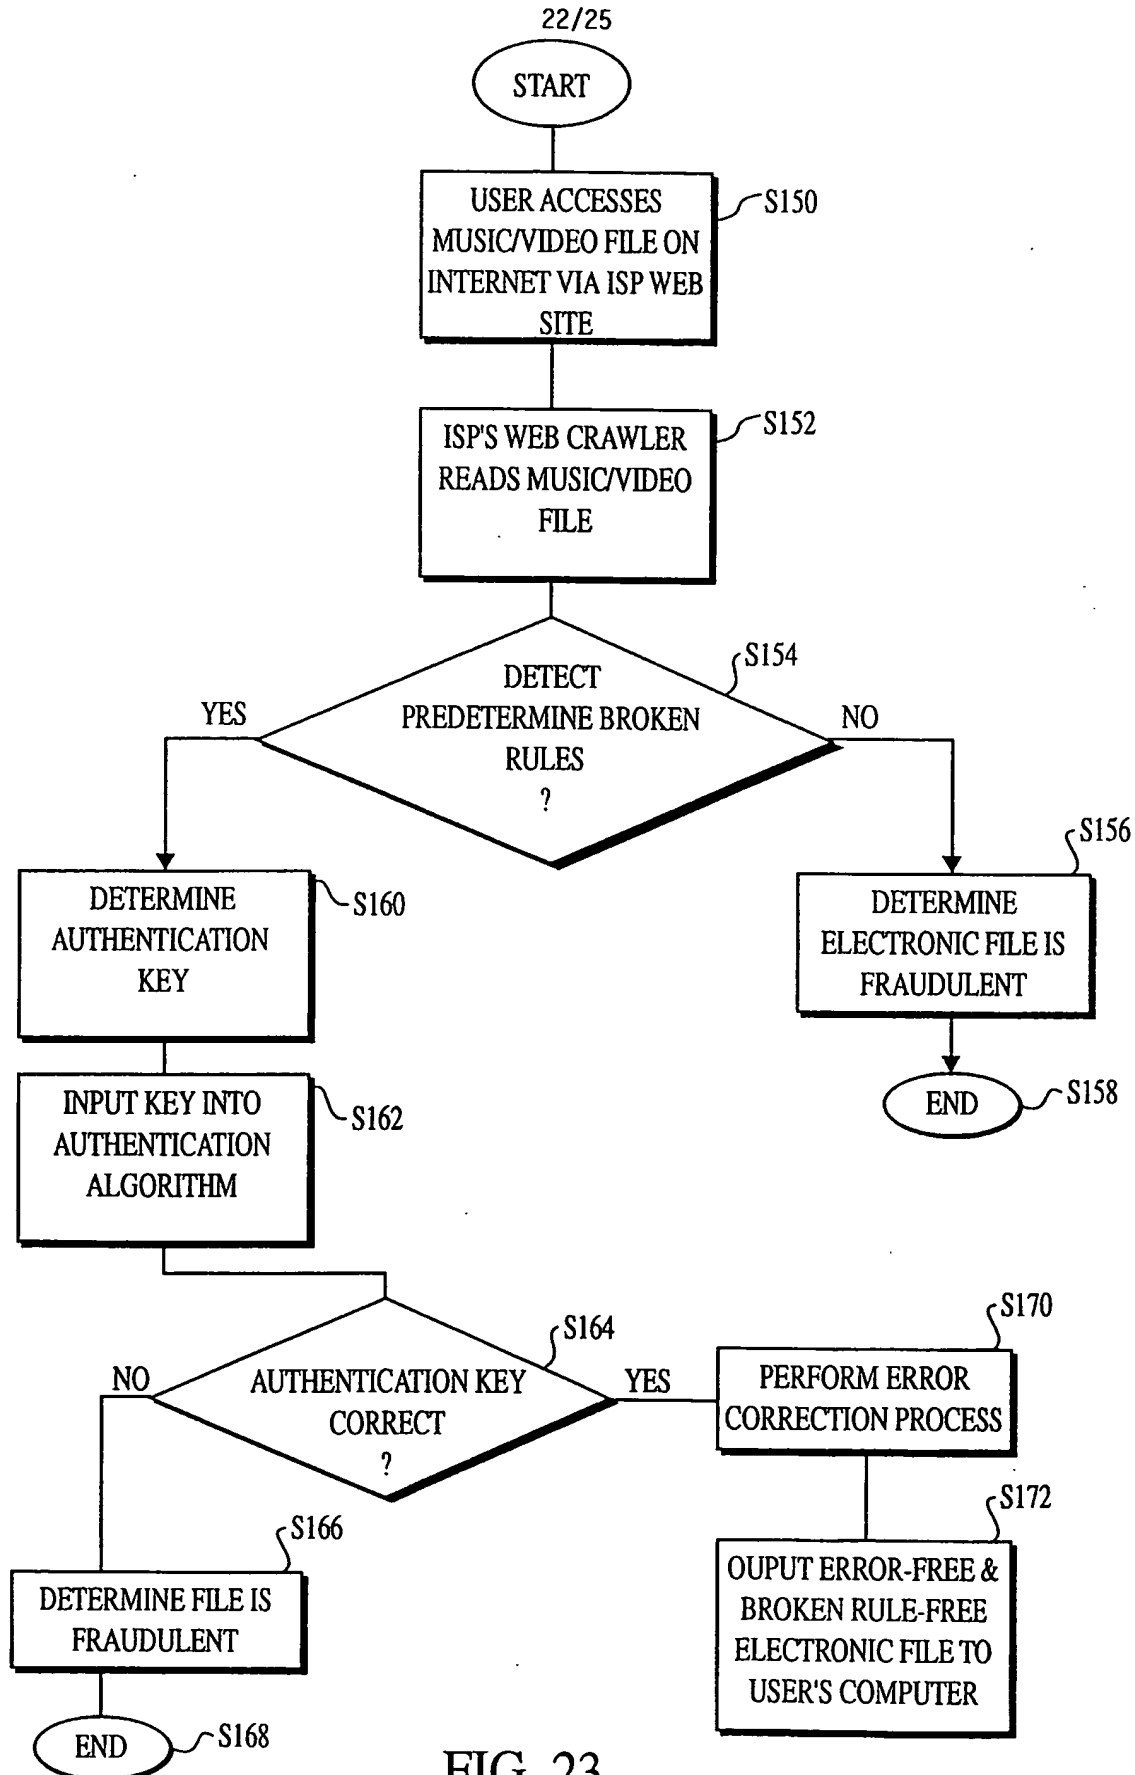 22/25
START
USER ACCESSES
MUSIC/VIDEO FILE ON
INTERNET VIA ISP WEB
SITE
S150
ISP'S WEB CRAWLER
READS MUSIC/VIDEO
FILE
S152
DETECT
PREDETERMINE BROKEN
RULES
?
S154
YES
NO
DETERMINE
AUTHENTICATION
KEY
S160
DETERMINE
ELECTRONIC FILE IS
FRAUDULENT
S156
END
S158
INPUT KEY INTO
AUTHENTICATION
ALGORITHM
S162
AUTHENTICATION KEY
CORRECT
?
S164
NO
YES
PERFORM ERROR
CORRECTION PROCESS
S170
OUPUT ERROR-FREE &
BROKEN RULE-FREE
ELECTRONIC FILE TO
USER'S COMPUTER
S172
DETERMINE FILE IS
FRAUDULENT
S166
END
S168
FIG. 23